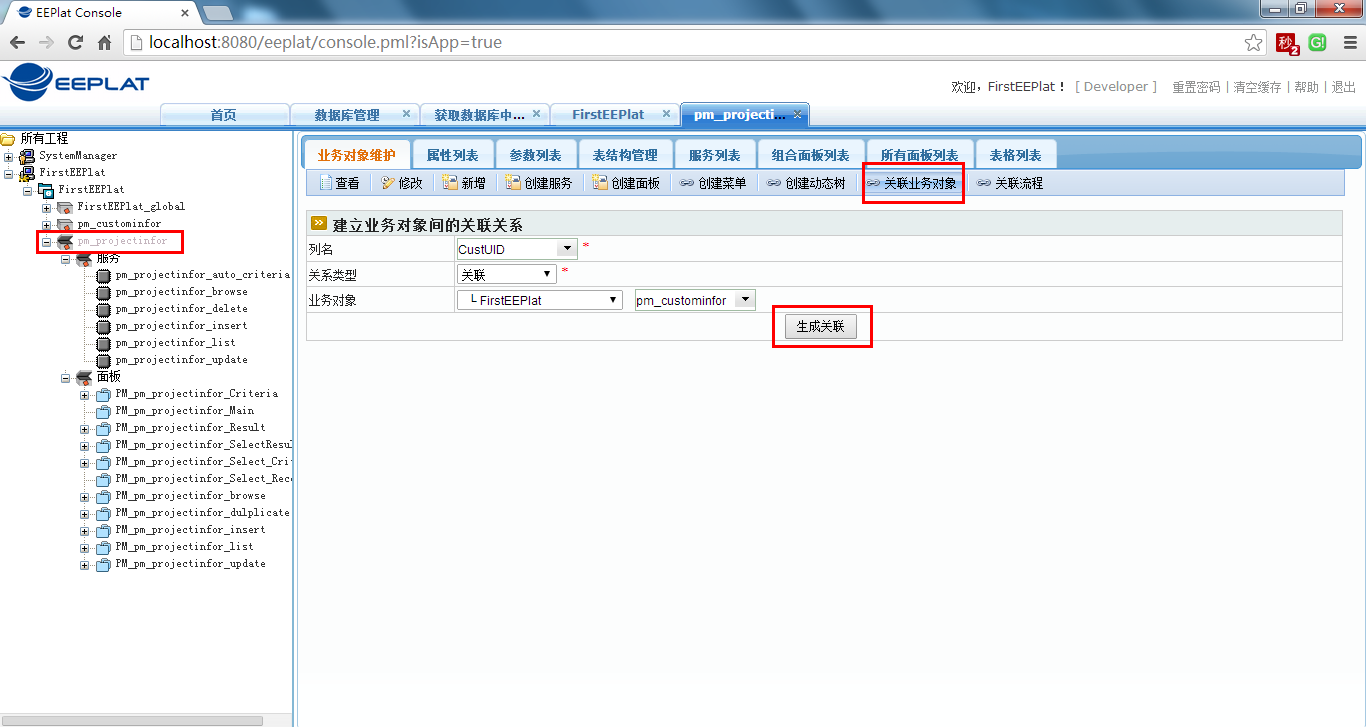 EEPlat Console
localhost:8080/eeplat/console.pml?isApp=true
秒 2 G!
EEPLAT
欢迎，FirstEEPlat！ [ Developer ] 重置密码 | 清空缓存 | 帮助 | 退出
首页 数据库管理 获取数据库中... FirstEEPlat pm_projecti...
所有工程
SystemManager
FirstEEPlat
FirstEEPlat
FirstEEPlat_global
pm_custominfor
pm_projectinfor
服务
pm_projectinfor_auto_criteria
pm_projectinfor_browse
pm_projectinfor_delete
pm_projectinfor_insert
pm_projectinfor_list
pm_projectinfor_update
面板
PM_pm_projectinfor_Criteria
PM_pm_projectinfor_Main
PM_pm_projectinfor_Result
PM_pm_projectinfor_SelectResul
PM_pm_projectinfor_Select_Cri
PM_pm_projectinfor_Select_Rec
PM_pm_projectinfor_browse
PM_pm_projectinfor_dulplicate
PM_pm_projectinfor_insert
PM_pm_projectinfor_list
PM_pm_projectinfor_update
业务对象维护 属性列表 参数列表 表结构管理 服务列表 组合面板列表 所有面板列表 表格列表
查看 修改 新增 创建服务 创建面板 创建菜单 创建动态树 关联业务对象 关联流程
建立业务对象间的关联关系
列名 CustUID *
关系类型 关联 *
业务对象 └ FirstEEPlat pm_custominfor
生成关联